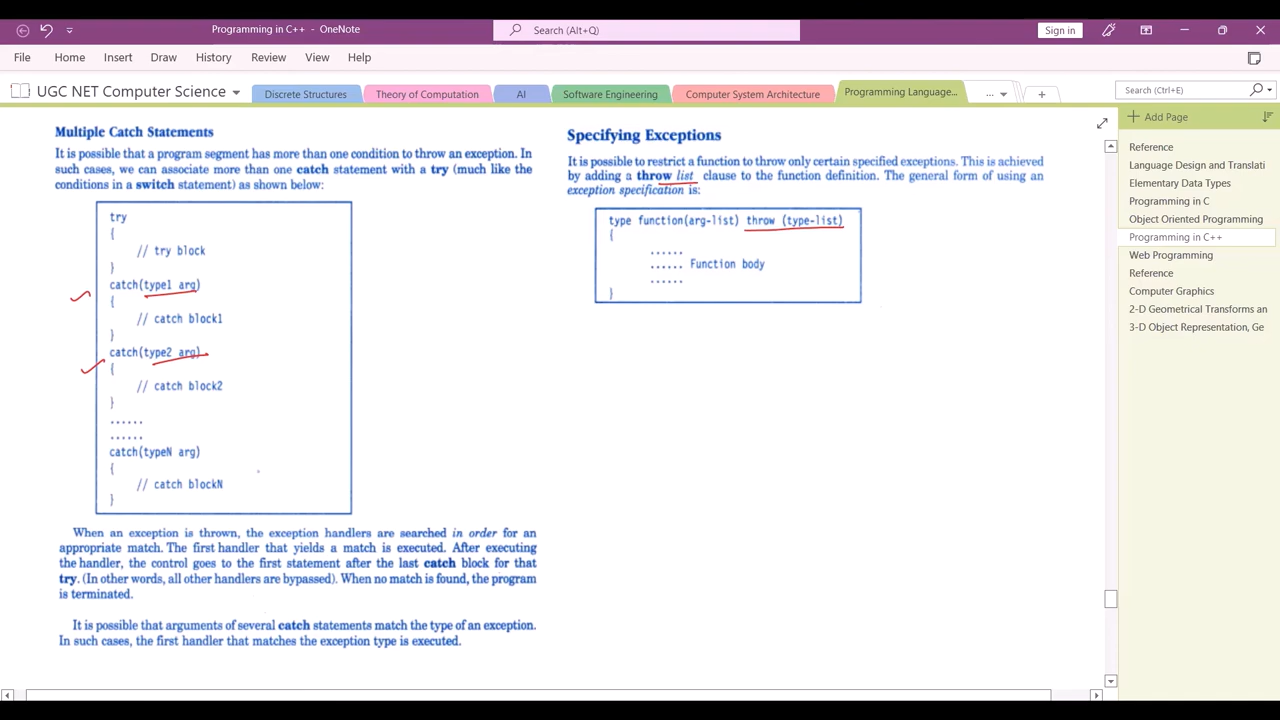 Programming in C++ - OneNote
Search (Alt+Q)
Sign in
File Home Insert Draw History Review View Help
UGC NET Computer Science
Discrete Structures
Theory of Computation
AI
Software Engineering
Computer System Architecture
Programming Language...
...
Search (Ctrl+E)
Multiple Catch Statements
It is possible that a program segment has more than one condition to throw an exception. In
such cases, we can associate more than one catch statement with a try (much like the
conditions in a switch statement) as shown below:
try
{
// try block
}
catch(type1 arg)
{
// catch block1
}
catch(type2 arg)
{
// catch block2
}
......
......
catch(typeN arg)
{
// catch blockN
}
When an exception is thrown, the exception handlers are searched in order for an
appropriate match. The first handler that yields a match is executed. After executing
the handler, the control goes to the first statement after the last catch block for that
try. (In other words, all other handlers are bypassed). When no match is found, the program
is terminated.
It is possible that arguments of several catch statements match the type of an exception.
In such cases, the first handler that matches the exception type is executed.
Specifying Exceptions
It is possible to restrict a function to throw only certain specified exceptions. This is achieved
by adding a throw list clause to the function definition. The general form of using an
exception specification is:
type function(arg-list) throw (type-list)
{
......
...... Function body
......
}
Add Page
Reference
Language Design and Translati
Elementary Data Types
Programming in C
Object Oriented Programming
Programming in C++
Web Programming
Reference
Computer Graphics
2-D Geometrical Transforms an
3-D Object Representation, Ge